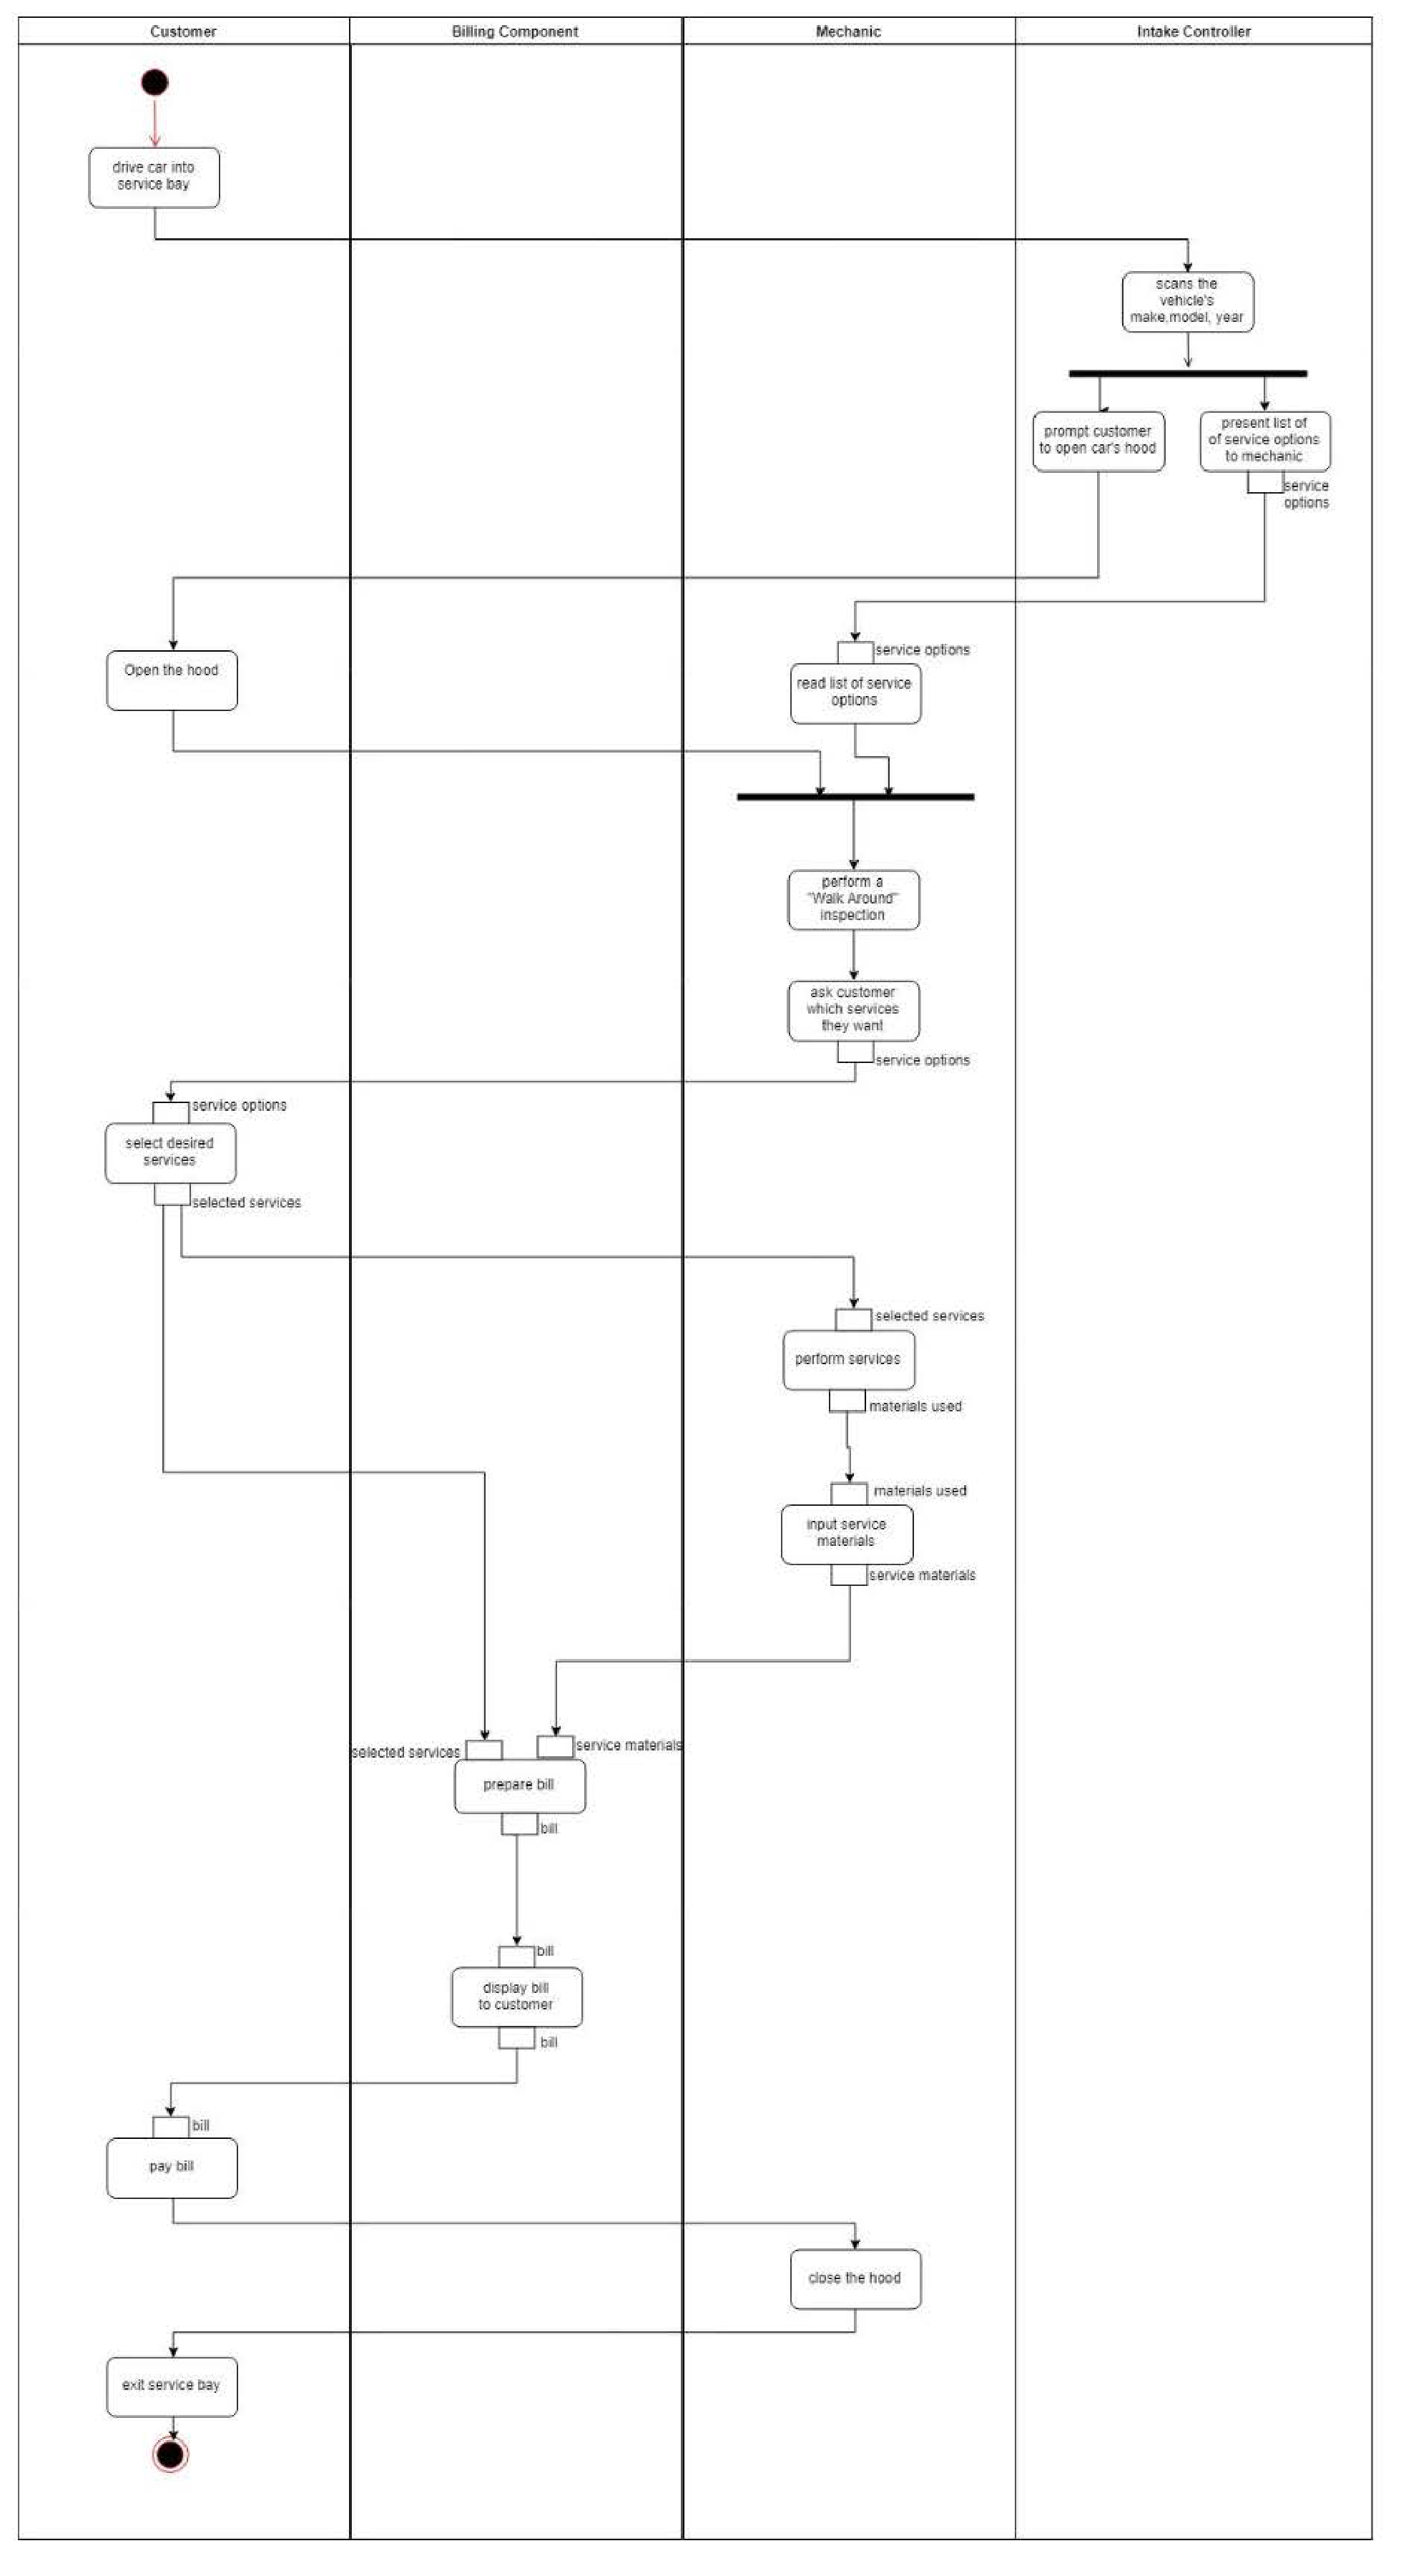 Customer
Billing Component
Mechanic
Intake Controller
drive car into
service bay
scans the
vehicle's
make,model, year
prompt customer
to open car's hood
present list of
of service options
to mechanic
service
options
Open the hood
service options
read list of service
options
perform a
"Walk Around"
inspection
ask customer
which services
they want
service options
service options
select desired
services
selected services
selected services
perform services
materials used
materials used
input service
materials
service materials
selected services
service materials
prepare bill
bill
bill
display bill
to customer
bill
bill
pay bill
close the hood
exit service bay